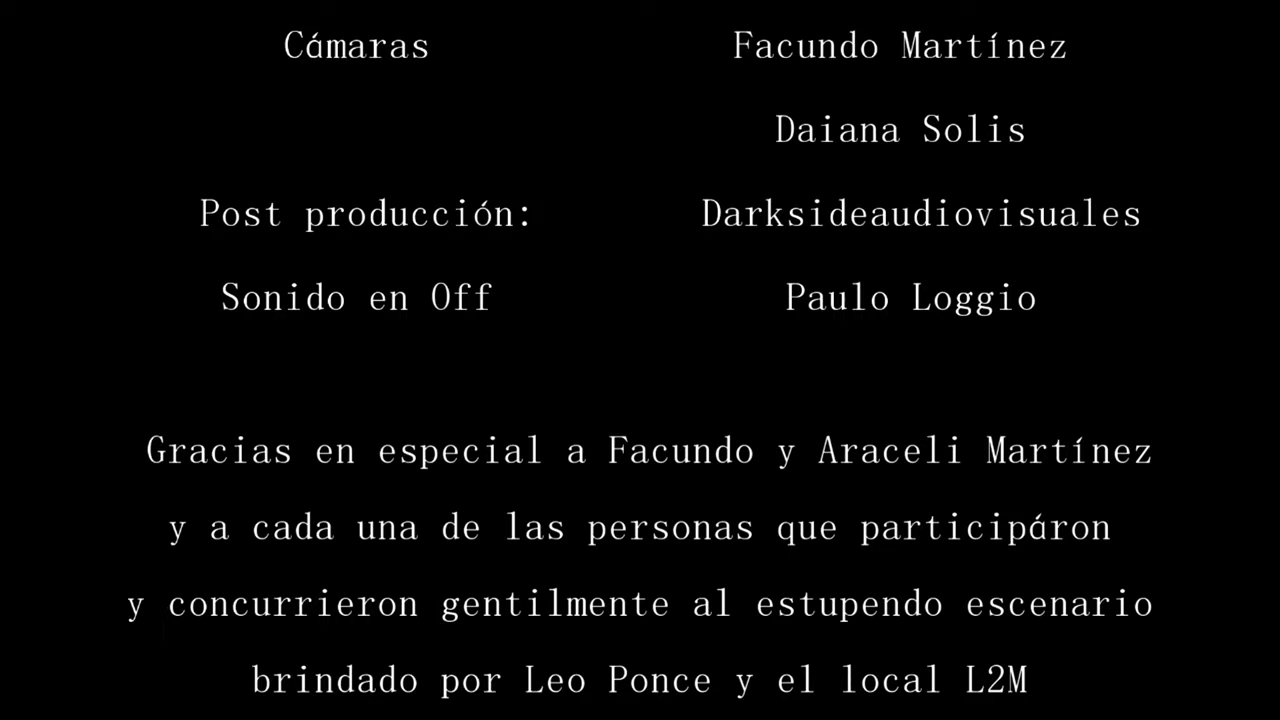 Cámaras Facundo Martínez
Daiana Solis
Post producción: Darksideaudiovisuales
Sonido en Off Paulo Loggio
Gracias en especial a Facundo y Araceli Martínez
y a cada una de las personas que participáron
y concurrieron gentilmente al estupendo escenario
brindado por Leo Ponce y el local L2M